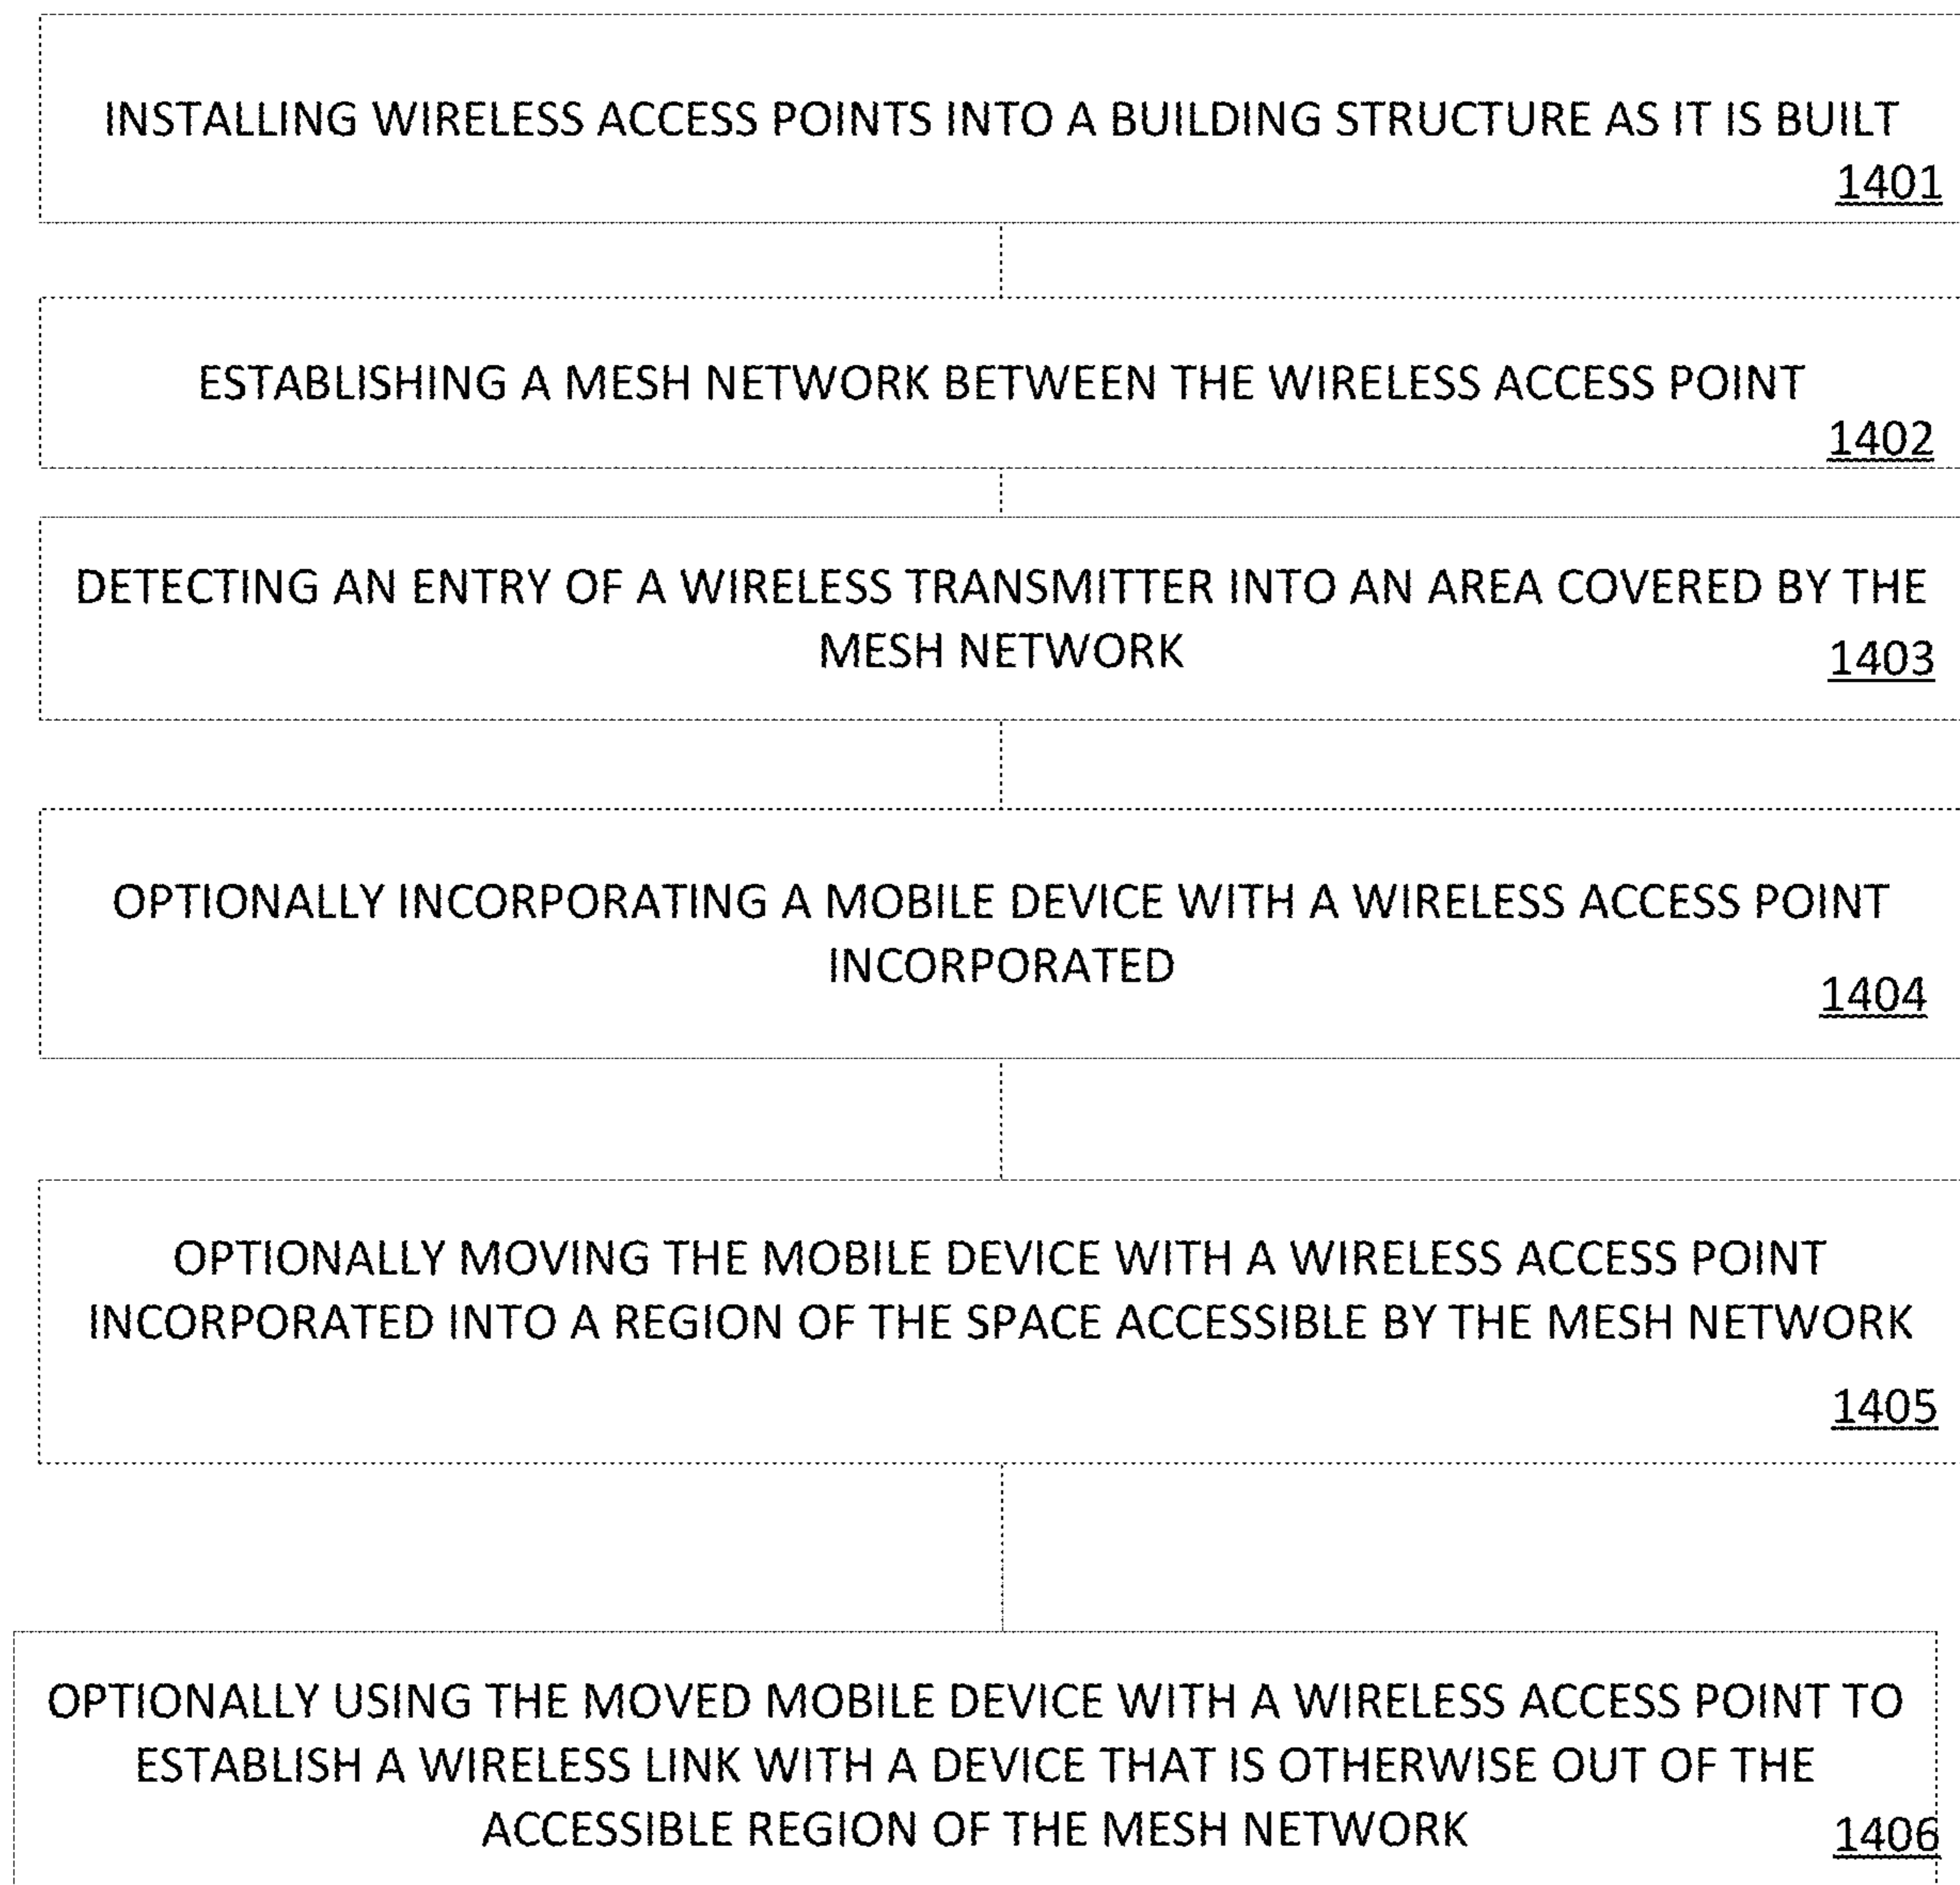 INSTALLING WIRELESS ACCESS POINTS INTO A BUILDING STRUCTURE AS IT IS BUILT
1401
ESTABLISHING A MESH NETWORK BETWEEN THE WIRELESS ACCESS POINT
1402
DETECTING AN ENTRY OF A WIRELESS TRANSMITTER INTO AN AREA COVERED BY THE
MESH NETWORK
1403
OPTIONALLY INCORPORATING A MOBILE DEVICE WITH A WIRELESS ACCESS POINT
INCORPORATED
1404
OPTIONALLY MOVING THE MOBILE DEVICE WITH A WIRELESS ACCESS POINT
INCORPORATED INTO A REGION OF THE SPACE ACCESSIBLE BY THE MESH NETWORK
1405
OPTIONALLY USING THE MOVED MOBILE DEVICE WITH A WIRELESS ACCESS POINT TO
ESTABLISH A WIRELESS LINK WITH A DEVICE THAT IS OTHERWISE OUT OF THE
ACCESSIBLE REGION OF THE MESH NETWORK
1406